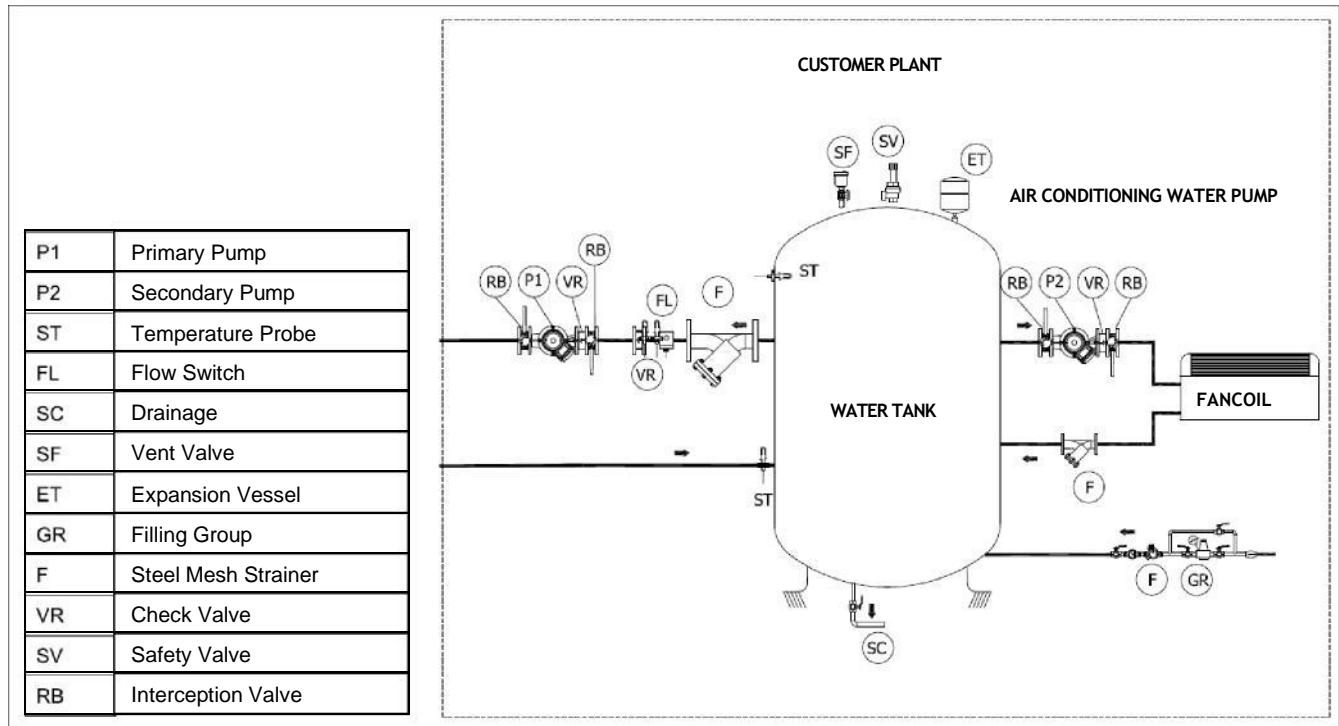 CUSTOMER PLANT
SF
SV
ET
AIR CONDITIONING WATER PUMP
P1 Primary Pump
P2 Secondary Pump
ST Temperature Probe
FL Flow Switch
SC Drainage
SF Vent Valve
ET Expansion Vessel
GR Filling Group
F Steel Mesh Strainer
VR Check Valve
SV Safety Valve
RB Interception Valve
RB P1 VR RB
FL F
ST
VR
RB P2 VR RB
WATER TANK
FANCOIL
ST
F
F GR
SC